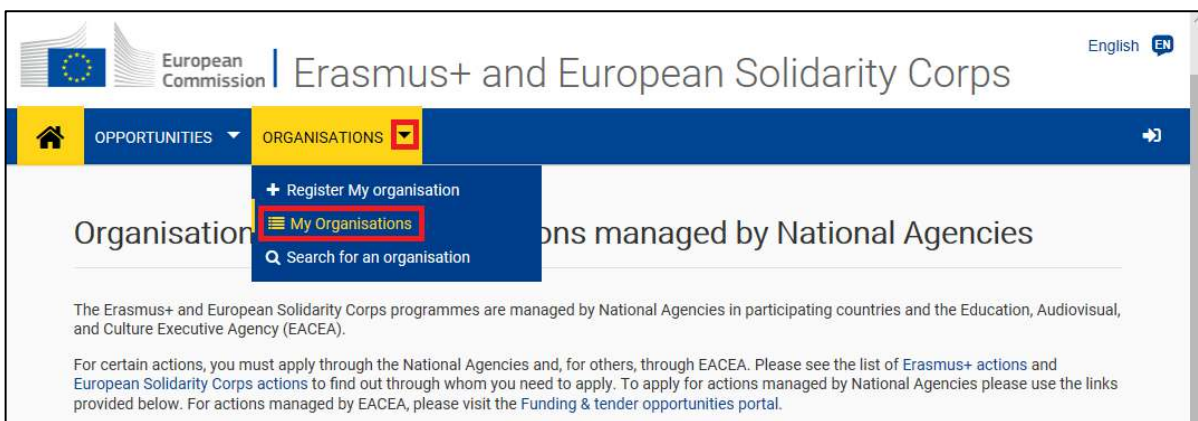 European
Commission
Erasmus+ and European Solidarity Corps
English EN
OPPORTUNITIES ORGANISATIONS
Register My organisation
My Organisations
Search for an organisation
Organisation ons managed by National Agencies
The Erasmus+ and European Solidarity Corps programmes are managed by National Agencies in participating countries and the Education, Audiovisual,
and Culture Executive Agency (EACEA).
For certain actions, you must apply through the National Agencies and, for others, through EACEA. Please see the list of Erasmus+ actions and
European Solidarity Corps actions to find out through whom you need to apply. To apply for actions managed by National Agencies please use the links
provided below. For actions managed by EACEA, please visit the Funding & tender opportunities portal.